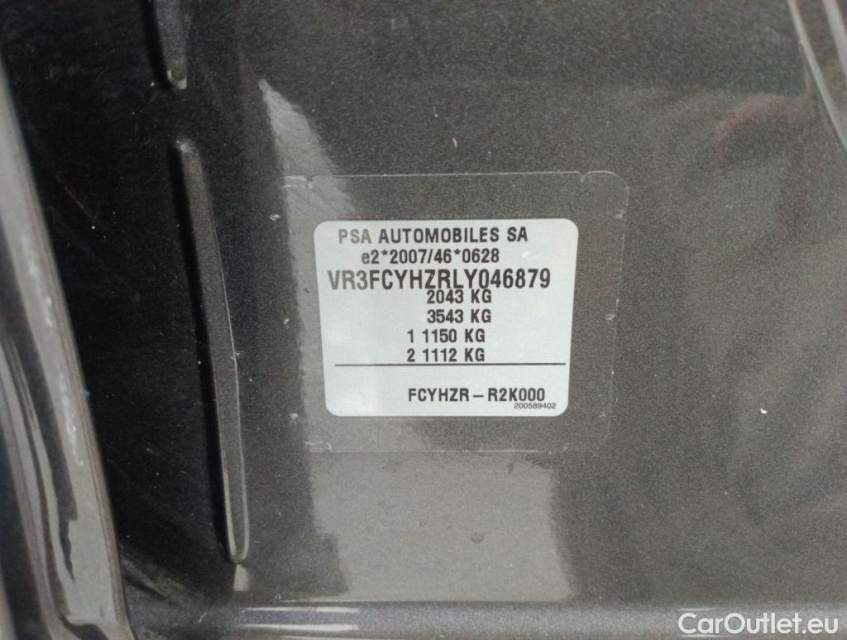 PSA AUTOMOBILES SA
e2*2007/46*0628
VR3FCYHZRLY046879
2043 KG
3543 KG
1 1150 KG
2 1112 KG
FCYHZR – R2K000
200589402
CarOutlet.eu